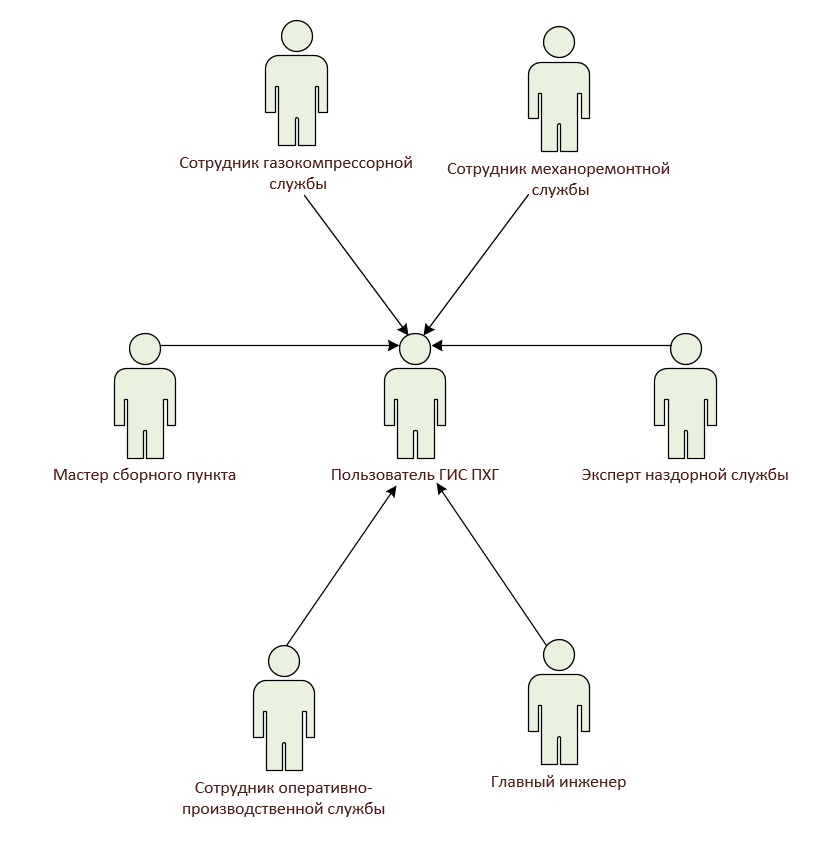 Сотрудник газокомпрессорной
службы
Сотрудник механоремонтной
службы
Мастер сборного пункта
Пользователь ГИС ПХГ
Эксперт наздорной службы
Сотрудник оперативно-
производственной службы
Главный инженер